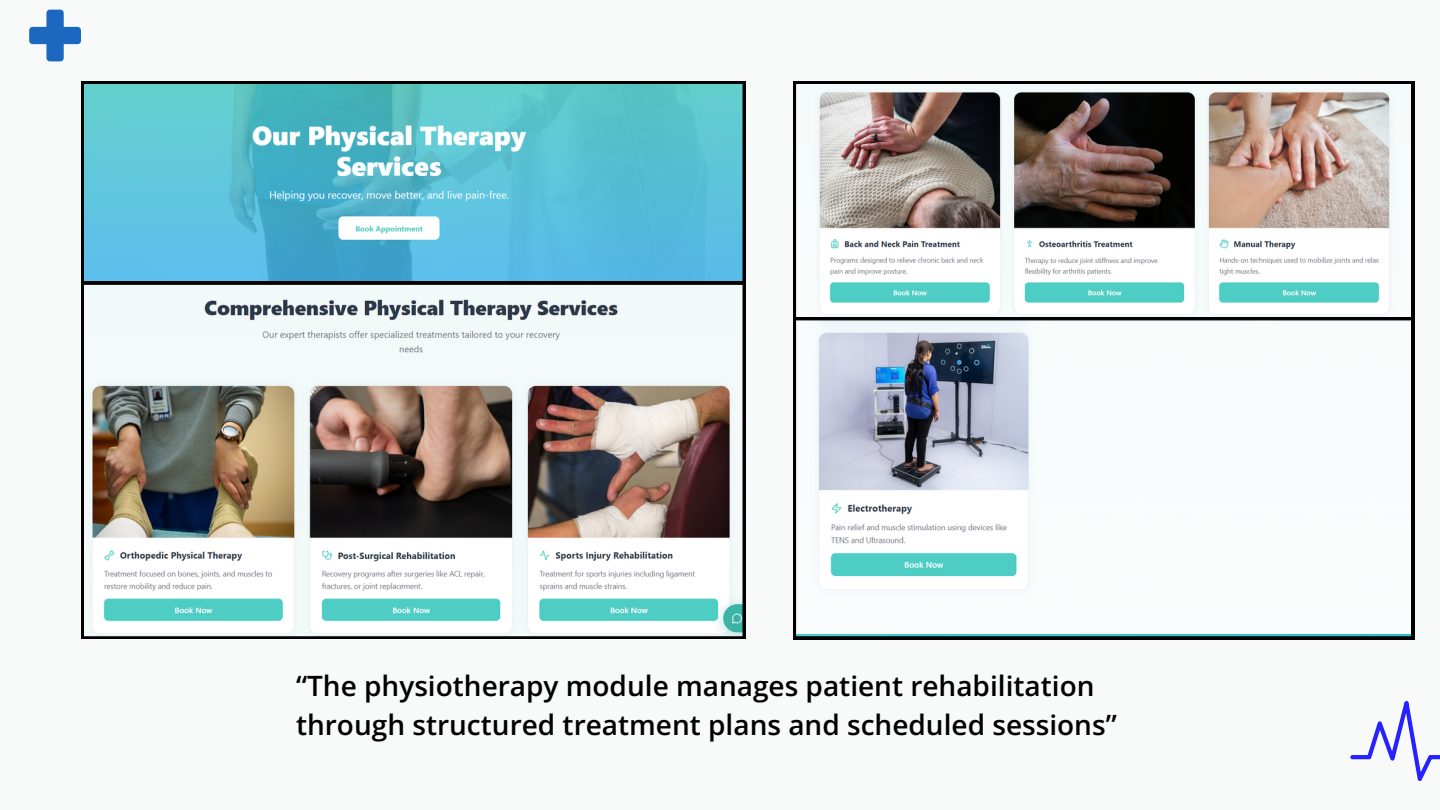 Our Physical Therapy
Services
Helping you recover, move better, and live pain-free.
Book Appointment
Comprehensive Physical Therapy Services
Our expert therapists offer specialized treatments tailored to your recovery
needs
Orthopedic Physical Therapy
Treatment focused on bones, joints, and muscles to
restore mobility and reduce pain.
Book Now
Post-Surgical Rehabilitation
Recovery programs after surgeries like ACL repair,
fractures, or joint replacement.
Book Now
Sports Injury Rehabilitation
Treatment for sports injuries including ligament
sprains and muscle strains.
Book Now
Back and Neck Pain Treatment
Programs designed to relieve chronic back and neck
pain and improve posture.
Book Now
Osteoarthritis Treatment
Therapy to reduce joint stiffness and improve
flexibility for arthritis patients.
Book Now
Manual Therapy
Hands-on techniques used to mobilize joints and relax
tight muscles.
Book Now
Electrotherapy
Pain relief and muscle stimulation using devices like
TENS and Ultrasound.
Book Now
“The physiotherapy module manages patient rehabilitation
through structured treatment plans and scheduled sessions”